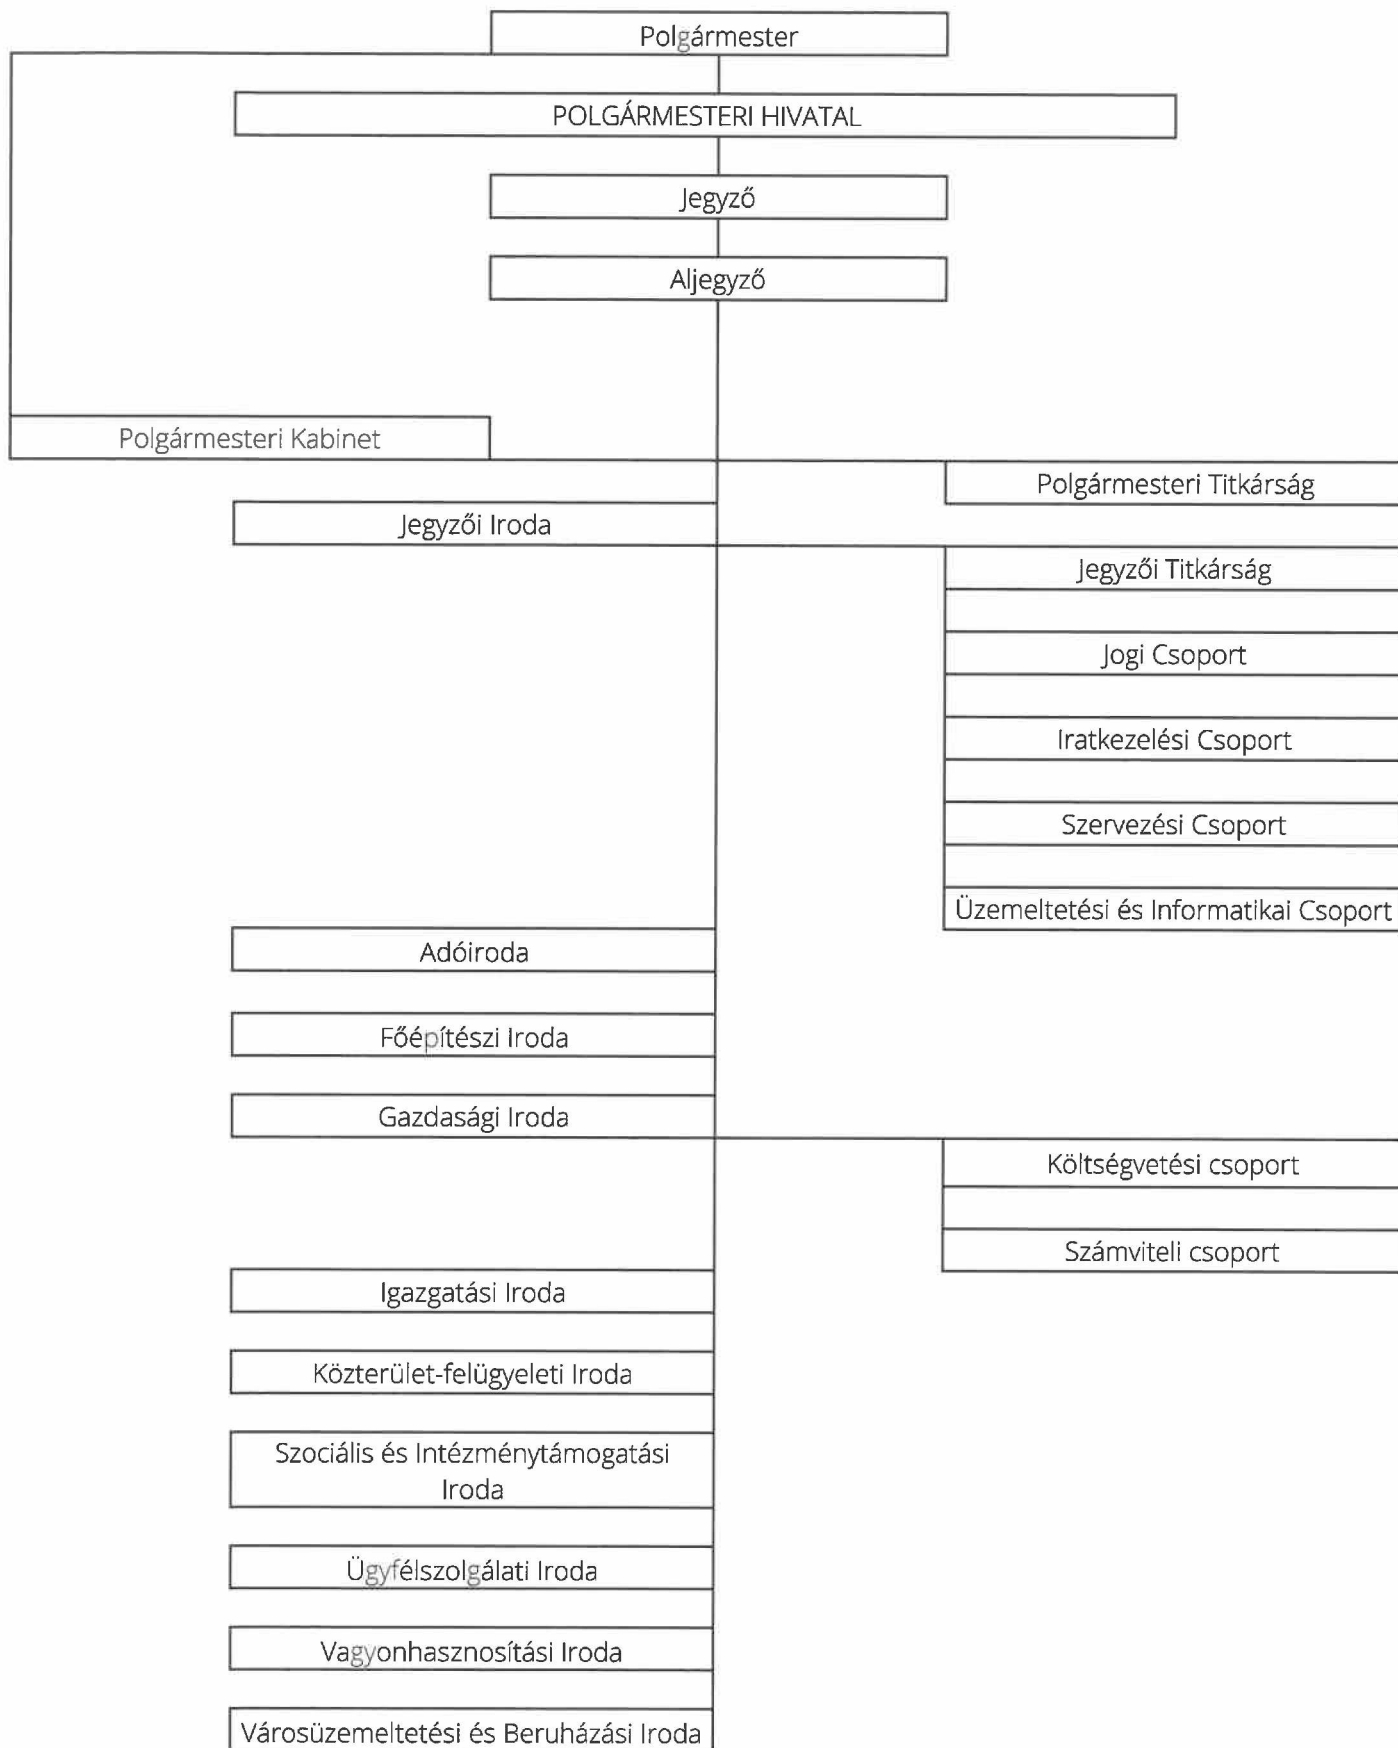 Polgármester
POLGÁRMESTERI HIVATAL
Jegyző
Aljegyző
Polgármesteri Kabinet
Polgármesteri Titkárság
Jegyzői Iroda
Jegyzői Titkárság
Jogi Csoport
Iratkezelési Csoport
Szervezési Csoport
Üzemeltetési és Informatikai Csoport
Adóiroda
Főépítészi Iroda
Gazdasági Iroda
Költségvetési csoport
Számviteli csoport
Igazgatási Iroda
Közterület-felügyeleti Iroda
Szociális és Intézménytámogatási
Iroda
Ügyfélszolgálati Iroda
Vagyonhasznosítási Iroda
Városüzemeltetési és Beruházási Iroda